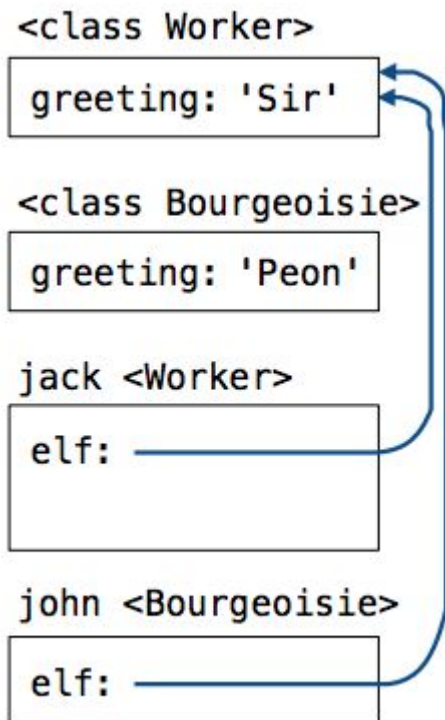 <class Worker>
greeting: 'Sir'
<class Bourgeoisie>
greeting: 'Peon'
jack <Worker>
elf:
john <Bourgeoisie>
elf: